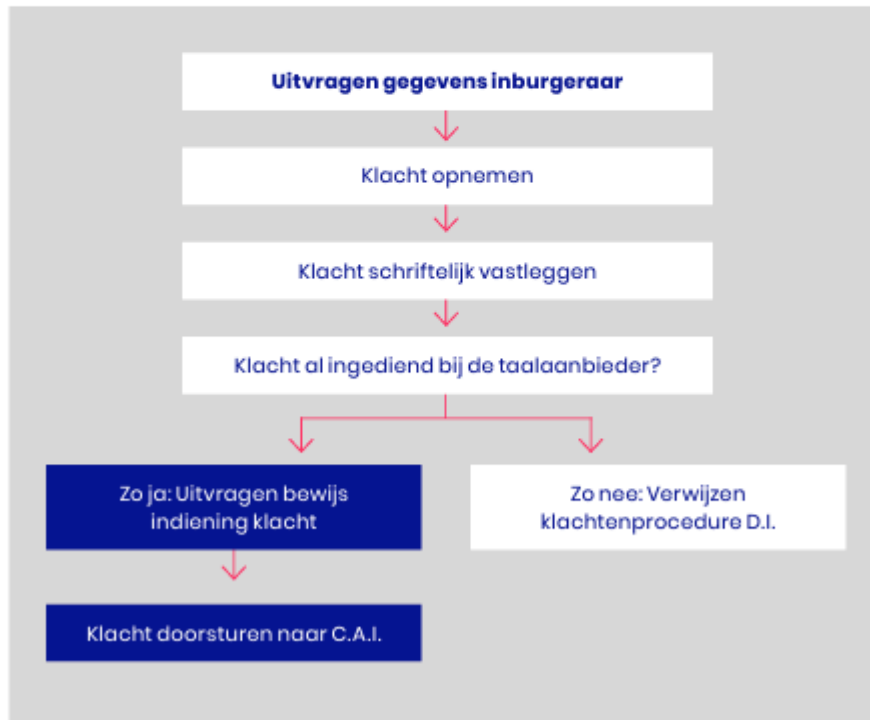 Uitvragen gegevens inburgeraar
Klacht opnemen
Klacht schriftelijk vastleggen
Klacht al ingediend bij de taalaanbieder?
Zo ja: Uitvragen bewijs
indiening klacht
Zo nee: Verwijzen
klachtenprocedure D.I.
Klacht doorsturen naar C.A.I.